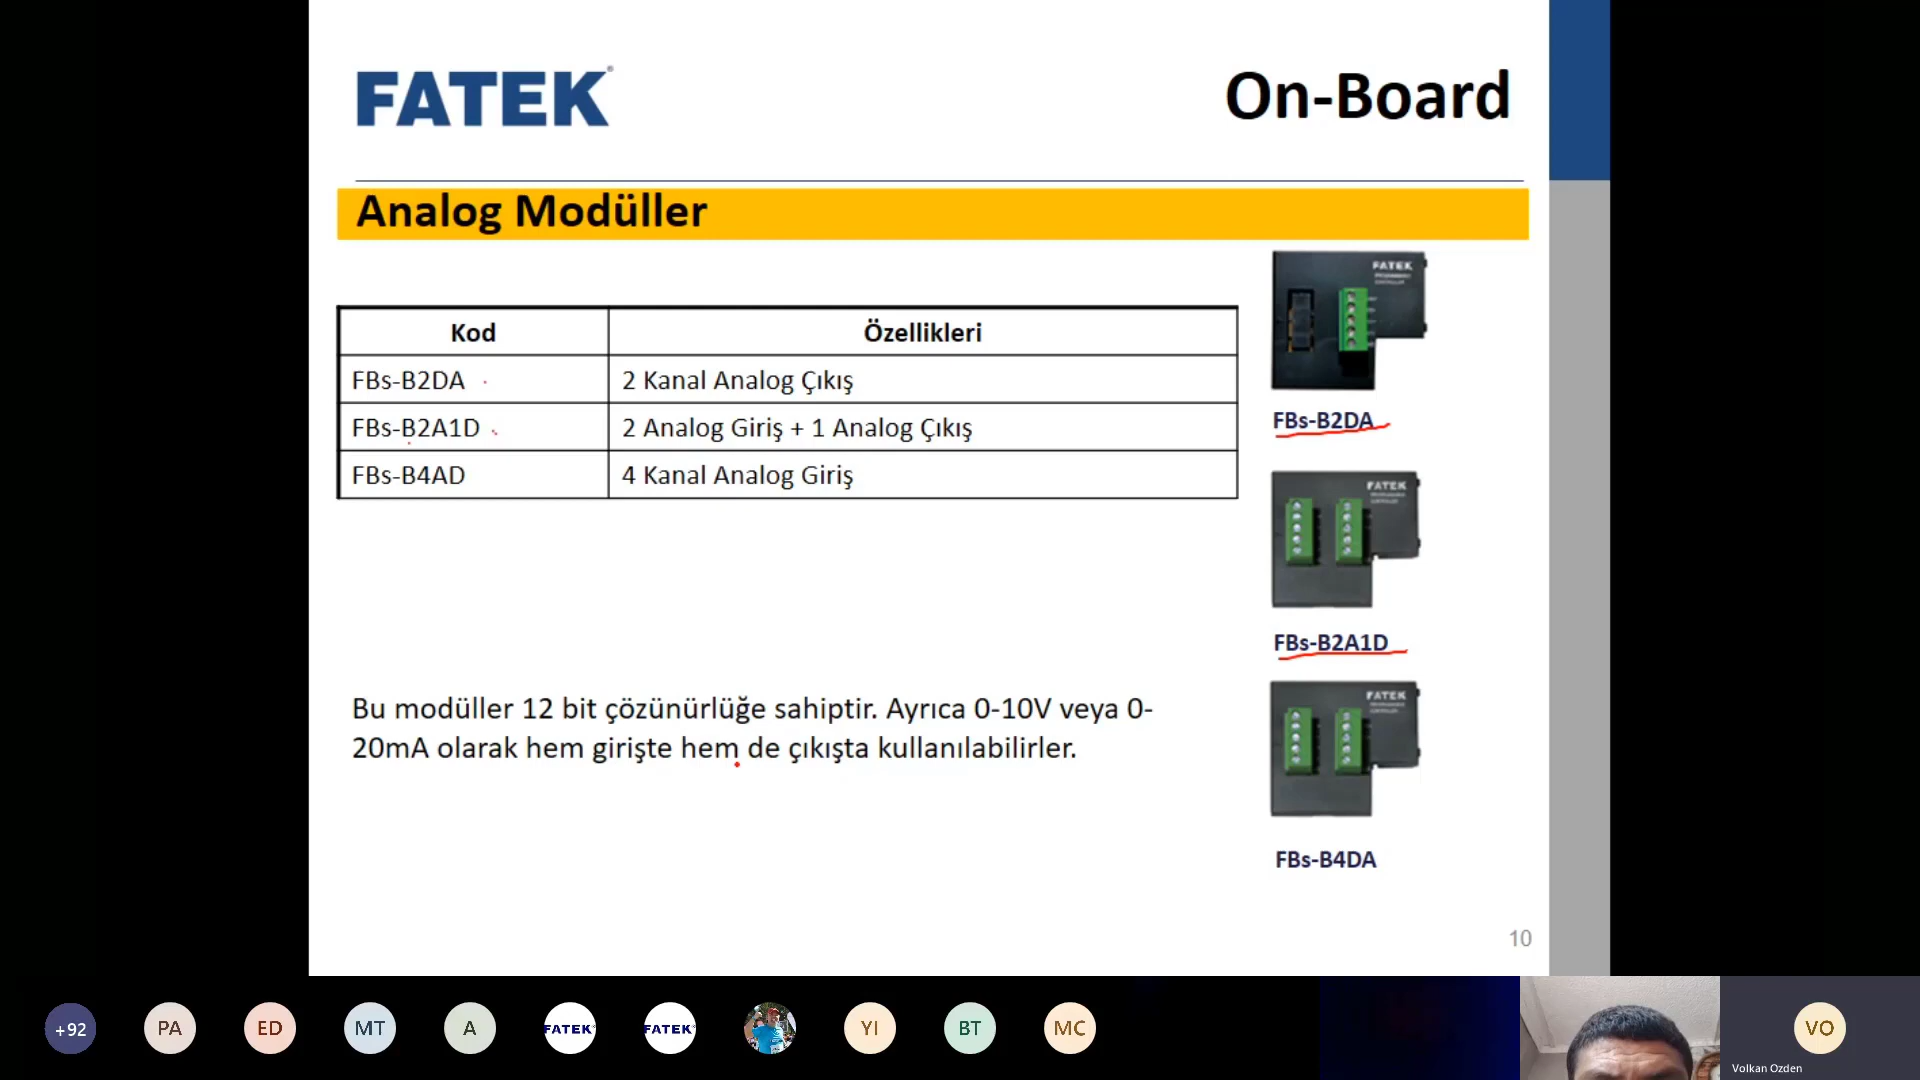 FATEK
On-Board
Analog Modüller
Kod Özellikleri
FBs-B2DA 2 Kanal Analog Çıkış
FBs-B2A1D 2 Analog Giriş + 1 Analog Çıkış
FBs-B4AD 4 Kanal Analog Giriş
FATEK
FBs-B2DA
FATEK
FBs-B2A1D
FATEK
FBs-B4DA
Bu modüller 12 bit çözünürlüğe sahiptir. Ayrıca 0-10V veya 0-
20mA olarak hem girişte hem de çıkışta kullanılabilirler.
10
+92 PA ED MT A FATEK FATEK YI BT MC VO
Volkan Ozden